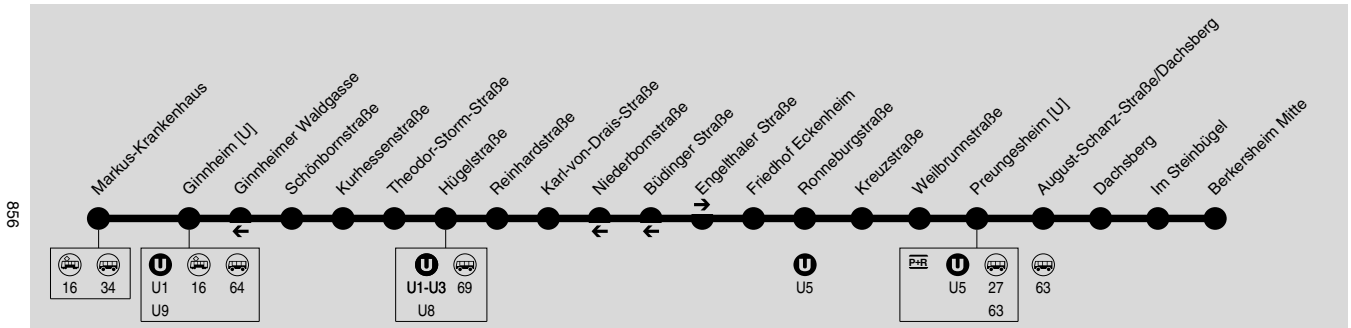 Markus-Krankenhaus
Ginnheim [U]
Ginnheimer Waldgasse
Schönbornstraße
Kurhessenstraße
Theodor-Storm-Straße
Hügelstraße
Reinhardstraße
Karl-von-Drais-Straße
Niederbornstraße
Büdinger Straße
Engelthaler Straße
Friedhof Eckenheim
Ronneburgstraße
Kreuzstraße
Weilbrunnstraße
Preungesheim [U]
August-Schanz-Straße/Dachsberg
Dachsberg
Im Steinbügel
Berkersheim Mitte
856
U U U P+R U
16 34 U1 16 64 U1-U3 69 U5 U5 27 63
U9 U8 63